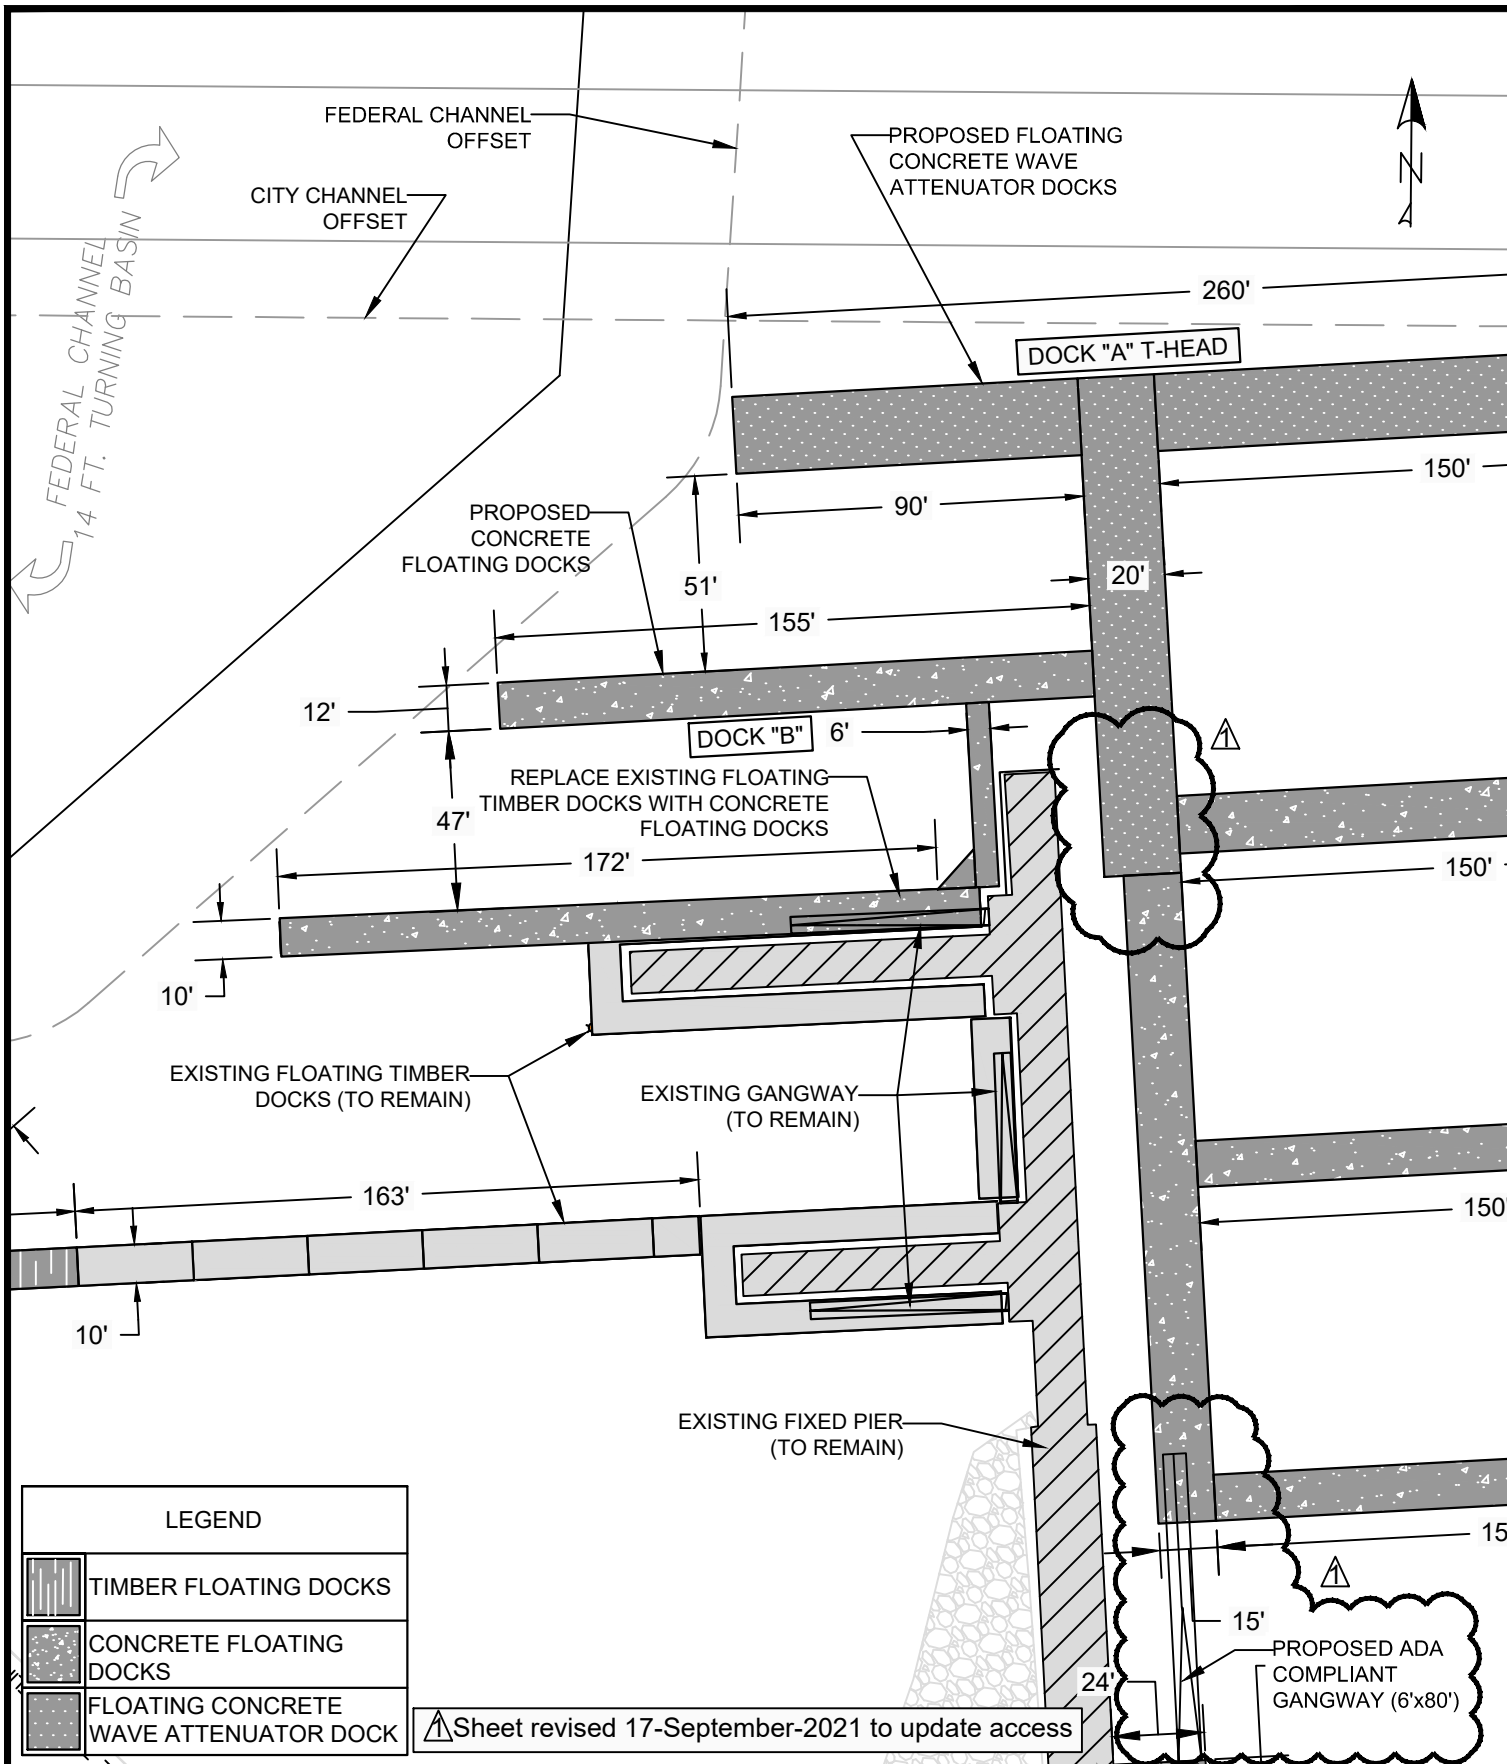 FEDERAL CHANNEL
OFFSET
CITY CHANNEL
OFFSET
FEDERAL CHANNEL
14 FT. TURNING BASIN
PROPOSED FLOATING
CONCRETE WAVE
ATTENUATOR DOCKS
N
260'
DOCK "A" T-HEAD
150'
90'
PROPOSED
CONCRETE
FLOATING DOCKS
51'
20'
155'
12'
DOCK "B"
6'
1
REPLACE EXISTING FLOATING
TIMBER DOCKS WITH CONCRETE
FLOATING DOCKS
47'
172'
150'
10'
EXISTING FLOATING TIMBER
DOCKS (TO REMAIN)
EXISTING GANGWAY
(TO REMAIN)
163'
150'
10'
EXISTING FIXED PIER
(TO REMAIN)
15
1
15'
PROPOSED ADA
COMPLIANT
GANGWAY (6'x80')
24'
LEGEND
TIMBER FLOATING DOCKS
CONCRETE FLOATING
DOCKS
FLOATING CONCRETE
WAVE ATTENUATOR DOCK
1 Sheet revised 17-September-2021 to update access